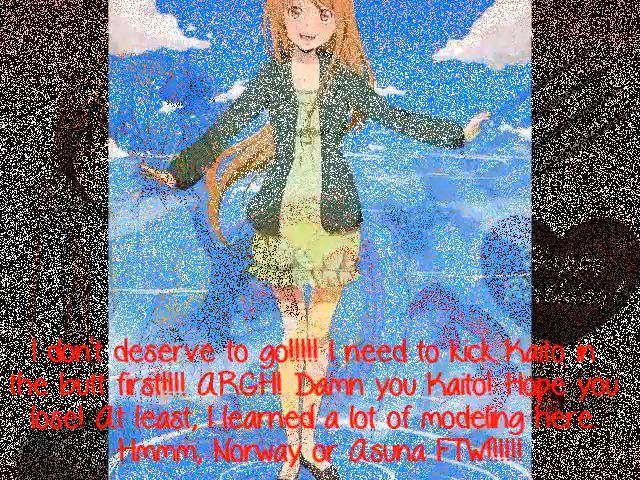 I don't deserve to go!!!!! I need to kick Kaito in
the butt first!!!! ARGH! Damn you Kaito! Hope you
lose! At least, I learned a lot of modeling here
Hmmm, Norway or Asuna FTW!!!!!